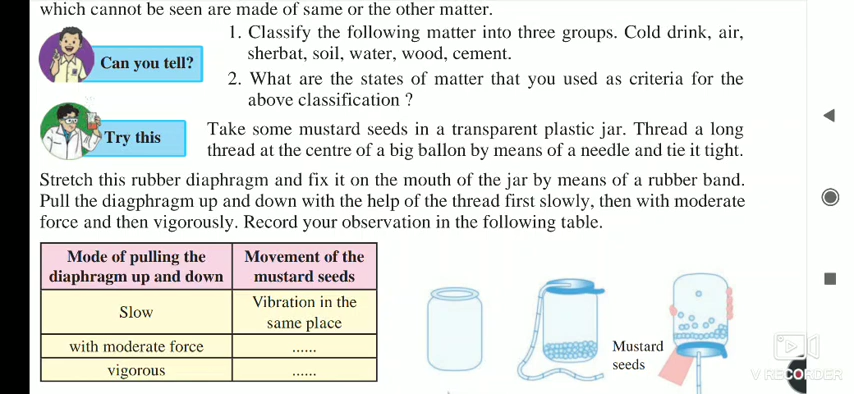 which cannot be seen are made of same or the other matter.
Can you tell?
1. Classify the following matter into three groups. Cold drink, air,
sherbat, soil, water, wood, cement.
2. What are the states of matter that you used as criteria for the
above classification ?
Try this
Take some mustard seeds in a transparent plastic jar. Thread a long
thread at the centre of a big ballon by means of a needle and tie it tight.
Stretch this rubber diaphragm and fix it on the mouth of the jar by means of a rubber band.
Pull the diagphragm up and down with the help of the thread first slowly, then with moderate
force and then vigorously. Record your observation in the following table.
Mode of pulling the
diaphragm up and down
Movement of the
mustard seeds
Slow
Vibration in the
same place
with moderate force
......
vigorous
......
Mustard
seeds
V RECORDER